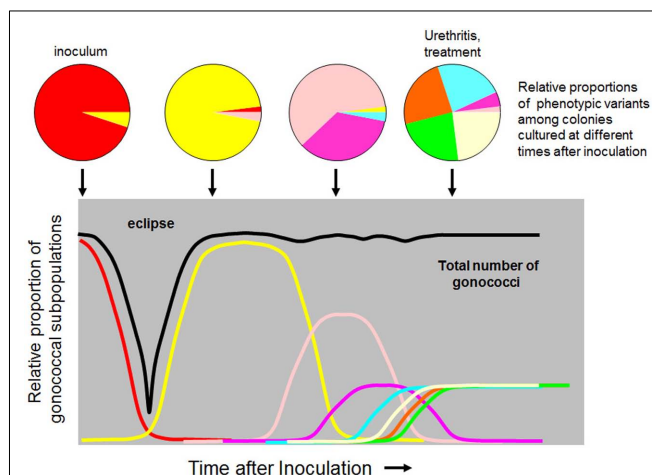 inoculum
Urethritis,
treatment
Relative proportions
of phenotypic variants
among colonies
cultured at different
times after inoculation
eclipse
Total number of
gonococci
Relative proportion of
gonococcal subpopulations
Time after Inoculation